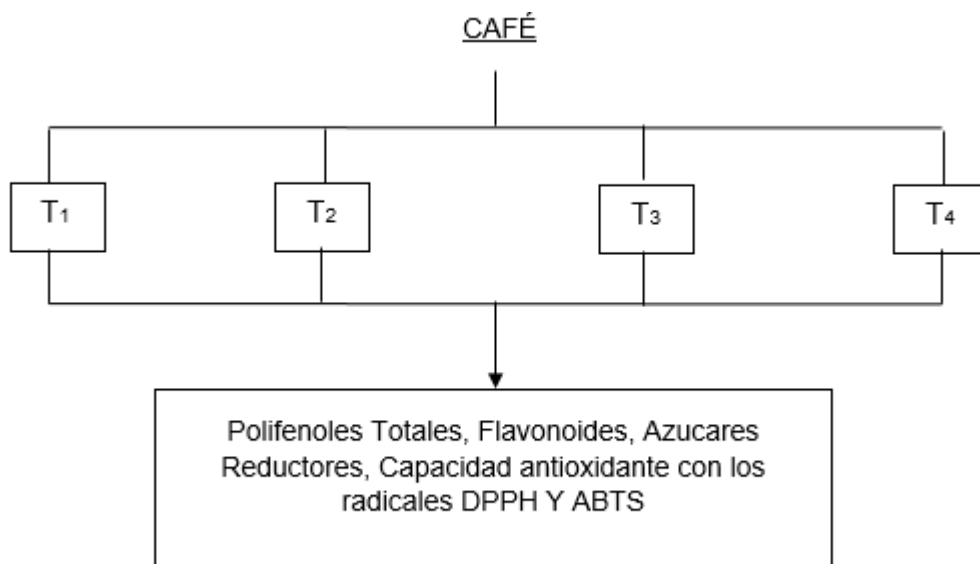 CAFÉ
T1
T2
T3
T4
Polifenoles Totales, Flavonoides, Azucares
Reductores, Capacidad antioxidante con los
radicales DPPH Y ABTS